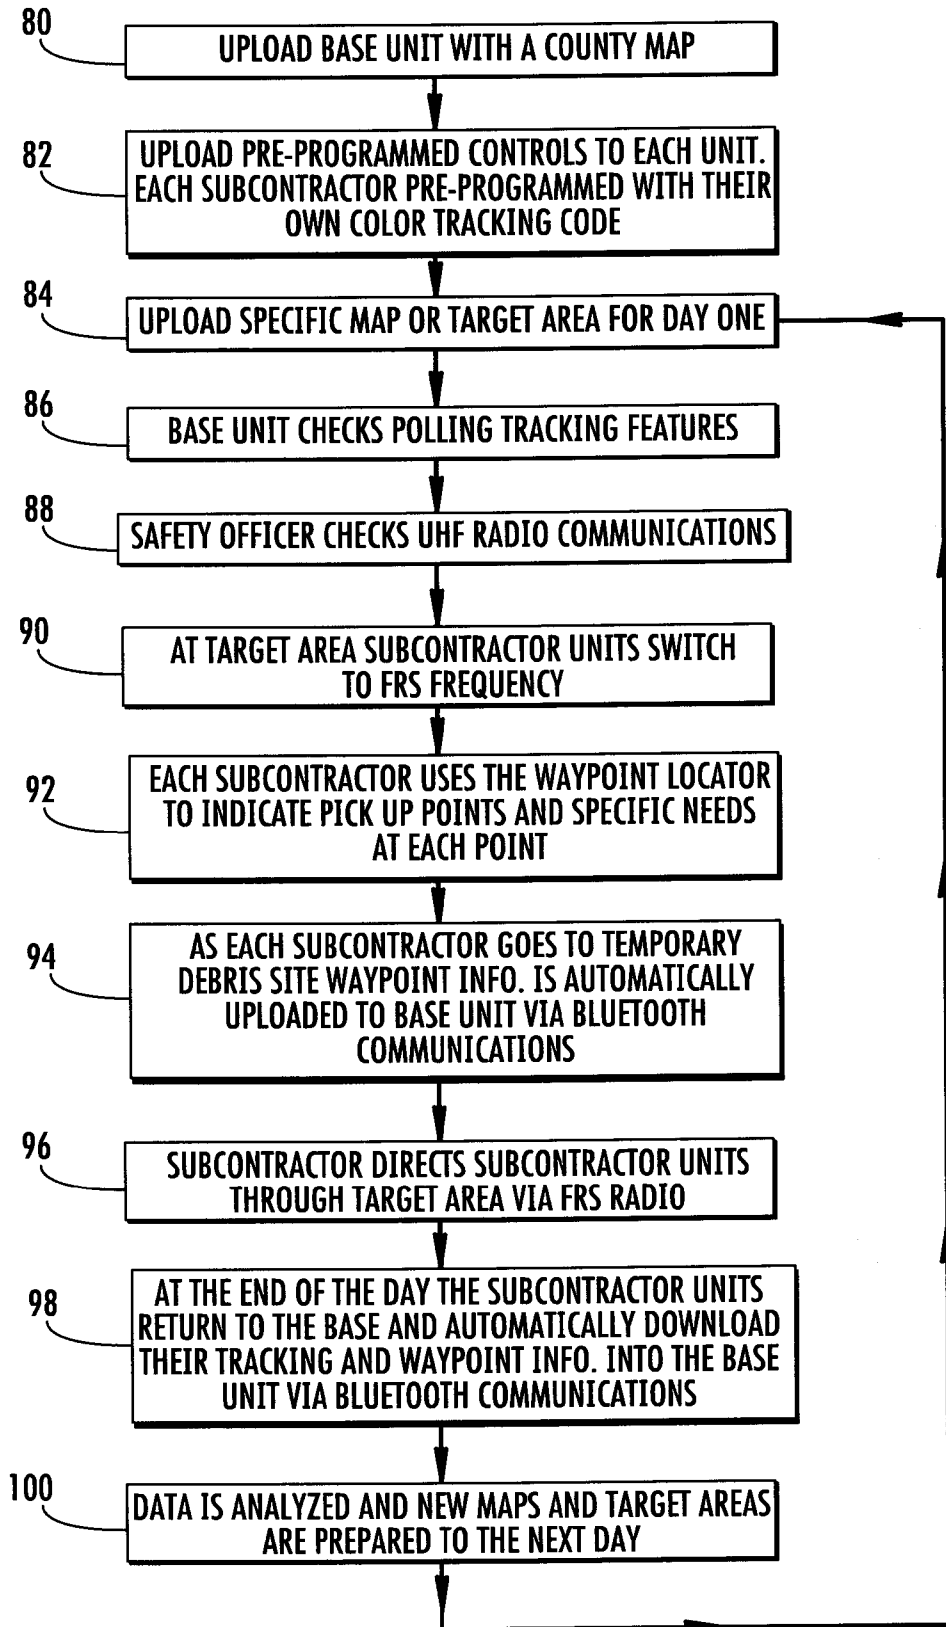 80
UPLOAD BASE UNIT WITH A COUNTY MAP
82
UPLOAD PRE-PROGRAMMED CONTROLS TO EACH UNIT.
EACH SUBCONTRACTOR PRE-PROGRAMMED WITH THEIR
OWN COLOR TRACKING CODE
84
UPLOAD SPECIFIC MAP OR TARGET AREA FOR DAY ONE
86
BASE UNIT CHECKS POLLING TRACKING FEATURES
88
SAFETY OFFICER CHECKS UHF RADIO COMMUNICATIONS
90
AT TARGET AREA SUBCONTRACTOR UNITS SWITCH
TO FRS FREQUENCY
92
EACH SUBCONTRACTOR USES THE WAYPOINT LOCATOR
TO INDICATE PICK UP POINTS AND SPECIFIC NEEDS
AT EACH POINT
94
AS EACH SUBCONTRACTOR GOES TO TEMPORARY
DEBRIS SITE WAYPOINT INFO. IS AUTOMATICALLY
UPLOADED TO BASE UNIT VIA BLUETOOTH
COMMUNICATIONS
96
SUBCONTRACTOR DIRECTS SUBCONTRACTOR UNITS
THROUGH TARGET AREA VIA FRS RADIO
98
AT THE END OF THE DAY THE SUBCONTRACTOR UNITS
RETURN TO THE BASE AND AUTOMATICALLY DOWNLOAD
THEIR TRACKING AND WAYPOINT INFO. INTO THE BASE
UNIT VIA BLUETOOTH COMMUNICATIONS
100
DATA IS ANALYZED AND NEW MAPS AND TARGET AREAS
ARE PREPARED TO THE NEXT DAY